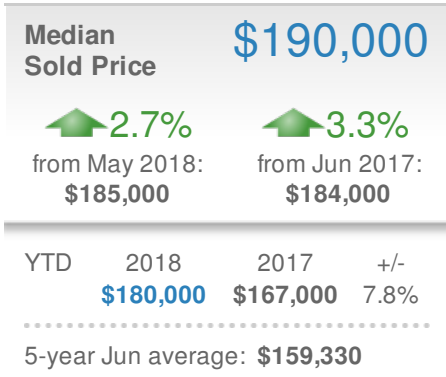 Median $190,000
Sold Price
2.7% 3.3%
from May 2018: from Jun 2017:
$185,000 $184,000
YTD 2018 2017 +/-
$180,000 $167,000 7.8%
5-year Jun average: $159,330